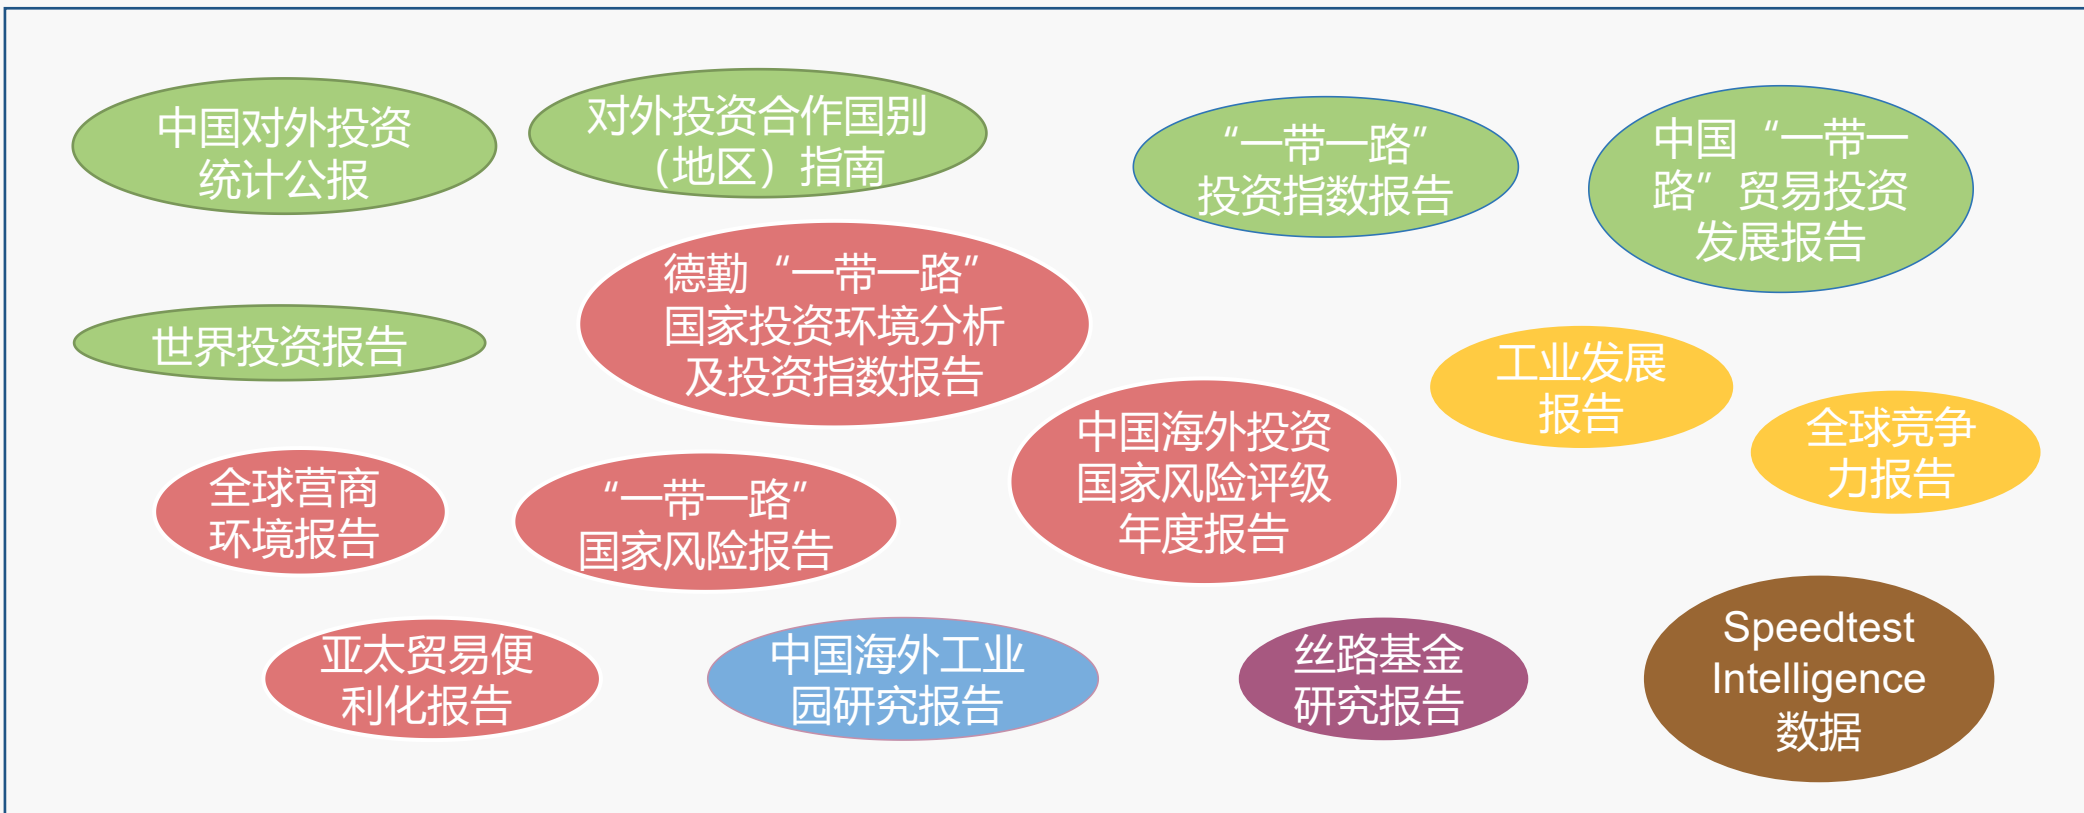 中国对外投资
统计公报
对外投资合作国别
（地区）指南
“一带一路”
投资指数报告
中国“一带一
路”贸易投资
发展报告
德勤“一带一路”
国家投资环境分析
及投资指数报告
世界投资报告
工业发展
报告
全球竞争
力报告
中国海外投资
国家风险评级
年度报告
全球营商
环境报告
“一带一路”
国家风险报告
亚太贸易便
利化报告
中国海外工业
园研究报告
丝路基金
研究报告
Speedtest
Intelligence
数据